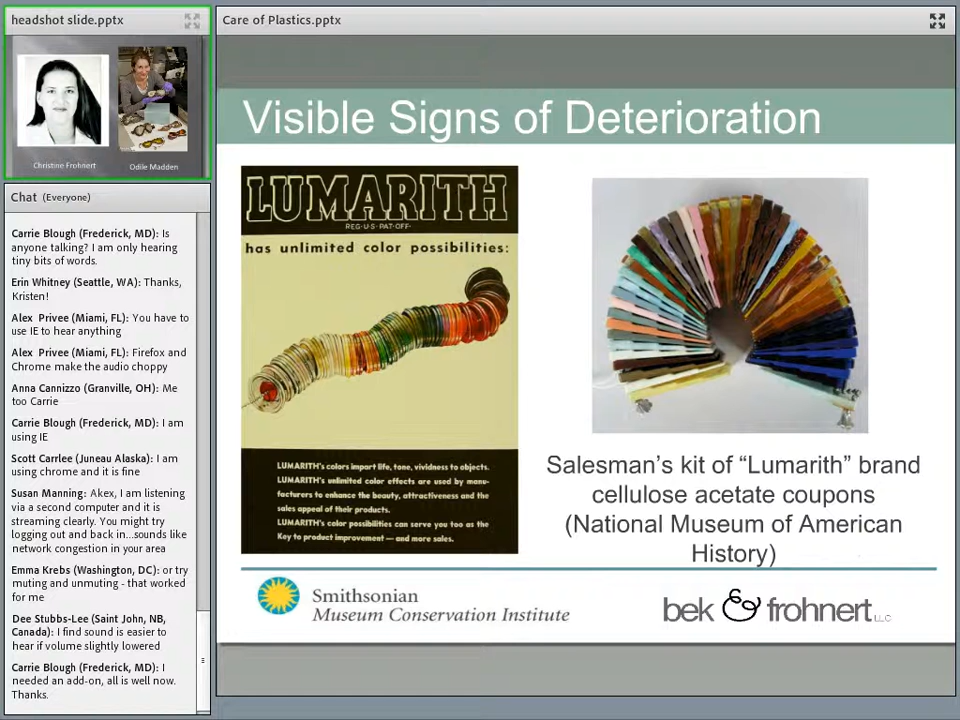 headshot slide.pptx
Christine Frohnert
Odile Madden
Chat (Everyone)
Carrie Blough (Frederick, MD): Is
anyone talking? I am only hearing
tiny bits of words.
Erin Whitney (Seattle, WA): Thanks,
Kristen!
Alex Privee (Miami, FL): You have to
use IE to hear anything
Alex Privee (Miami, FL): Firefox and
Chrome make the audio choppy
Anna Cannizzo (Granville, OH): Me
too Carrie
Carrie Blough (Frederick, MD): I am
using IE
Scott Carrlee (Juneau Alaska): I am
using chrome and it is fine
Susan Manning: Akex, I am listening
via a second computer and it is
streaming clearly. You might try
logging out and back in...sounds like
network congestion in your area
Emma Krebs (Washington, DC): or try
muting and unmuting - that worked
for me
Dee Stubbs-Lee (Saint John, NB,
Canada): I find sound is easier to
hear if volume slightly lowered
Carrie Blough (Frederick, MD): I
needed an add-on, all is well now.
Thanks.
Care of Plastics.pptx
Visible Signs of Deterioration
LUMARITH
REG·U·S·PAT·OFF·
has unlimited color possibilities:
LUMARITH's colors impart life, tone, vividness to objects.
LUMARITH's unlimited color effects are used by manu-
facturers to enhance the beauty, attractiveness and the
sales appeal of their products.
LUMARITH's color possibilities can serve you too as the
Key to product improvement — and more sales.
Salesman's kit of “Lumarith” brand
cellulose acetate coupons
(National Museum of American
History)
Smithsonian
Museum Conservation Institute
bek & frohnert LLC